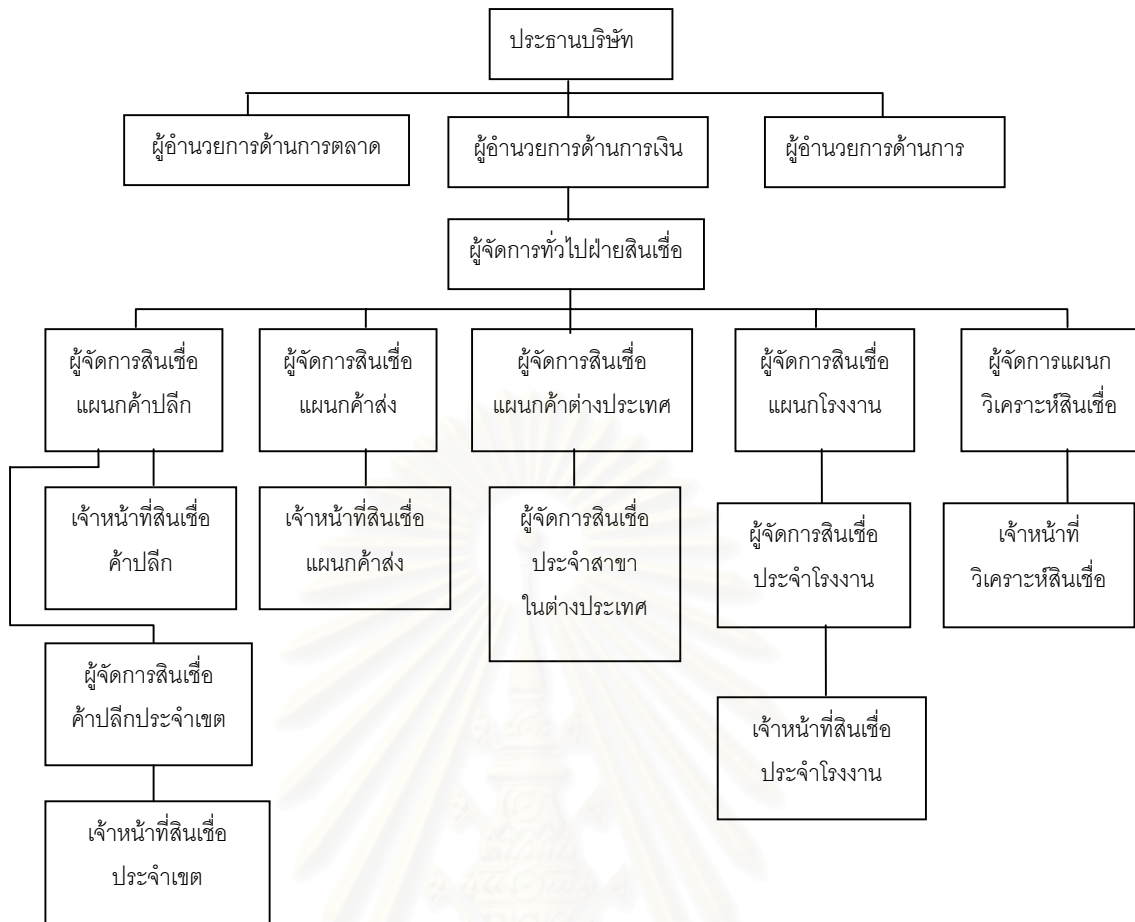 ประธานบริษัท
ผู้อำนวยการด้านการตลาด
ผู้อำนวยการด้านการเงิน
ผู้อำนวยการด้านการ
ผู้จัดการทั่วไปฝ่ายสินเชื่อ
ผู้จัดการสินเชื่อ
แผนกค้าปลีก
ผู้จัดการสินเชื่อ
แผนกค้าส่ง
ผู้จัดการสินเชื่อ
แผนกค้าต่างประเทศ
ผู้จัดการสินเชื่อ
แผนกโรงงาน
ผู้จัดการแผนก
วิเคราะห์สินเชื่อ
เจ้าหน้าที่สินเชื่อ
ค้าปลีก
เจ้าหน้าที่สินเชื่อ
แผนกค้าส่ง
ผู้จัดการสินเชื่อ
ประจำสาขา
ในต่างประเทศ
ผู้จัดการสินเชื่อ
ประจำโรงงาน
เจ้าหน้าที่
วิเคราะห์สินเชื่อ
ผู้จัดการสินเชื่อ
ค้าปลีกประจำเขต
เจ้าหน้าที่สินเชื่อ
ประจำโรงงาน
เจ้าหน้าที่สินเชื่อ
ประจำเขต